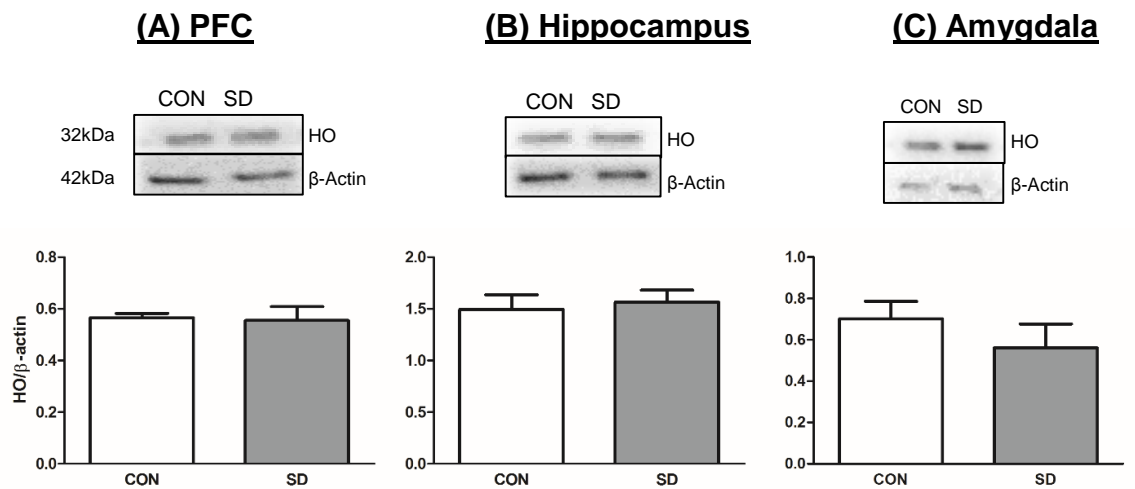 (A) PFC
CON SD
32kDa
HO
42kDa
β-Actin
HO/β-actin
0.8
0.6
0.4
0.2
0.0
CON SD
(B) Hippocampus
CON SD
HO
β-Actin
2.0
1.5
1.0
0.5
0.0
CON SD
(C) Amygdala
CON SD
HO
β-Actin
1.0
0.8
0.6
0.4
0.2
0.0
CON SD